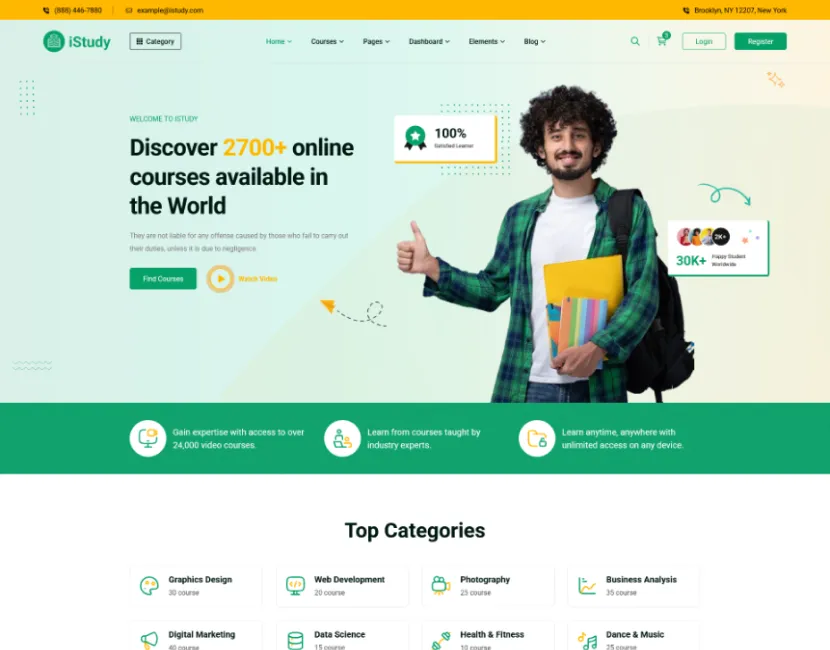 (888) 446-7880
example@istudy.com
Brooklyn, NY 12207, New York
iStudy
Category
Home
Courses
Pages
Dashboard
Elements
Blog
Login
Register
WELCOME TO ISTUDY
Discover 2700+ online
courses available in
the World
They are not liable for any offense caused by those who fail to carry out
their duties, unless it is due to negligence.
Find Courses
Watch Video
100%
Satisfied Learner
2K+
30K+
Happy Student
Worldwide
Gain expertise with access to over
24,000 video courses.
Learn from courses taught by
industry experts.
Learn anytime, anywhere with
unlimited access on any device.
Top Categories
Graphics Design
30 course
Web Development
20 course
Photography
25 course
Business Analysis
35 course
Digital Marketing
40 course
Data Science
15 course
Health & Fitness
10 course
Dance & Music
25 course